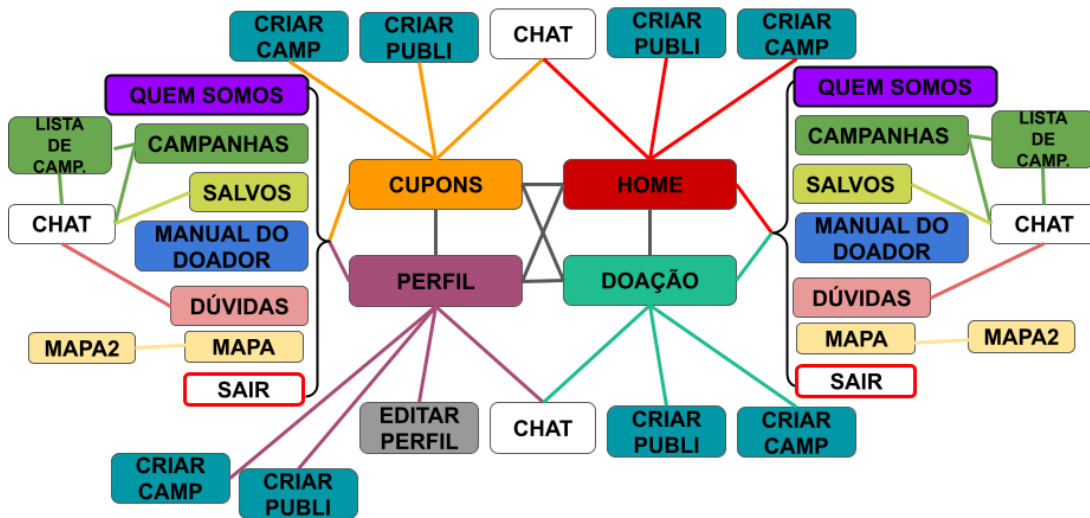 CRIAR
CAMP
CRIAR
PUBLI
CHAT
CRIAR
PUBLI
CRIAR
CAMP
QUEM SOMOS
QUEM SOMOS
LISTA
DE
CAMP.
CAMPANHAS
CAMPANHAS
LISTA
DE
CAMP.
SALVOS
CUPONS
HOME
SALVOS
CHAT
MANUAL DO
DOADOR
MANUAL DO
DOADOR
CHAT
PERFIL
DOAÇÃO
DÚVIDAS
DÚVIDAS
MAPA2
MAPA
MAPA
MAPA2
SAIR
SAIR
EDITAR
PERFIL
CHAT
CRIAR
PUBLI
CRIAR
CAMP
CRIAR
CAMP
CRIAR
PUBLI